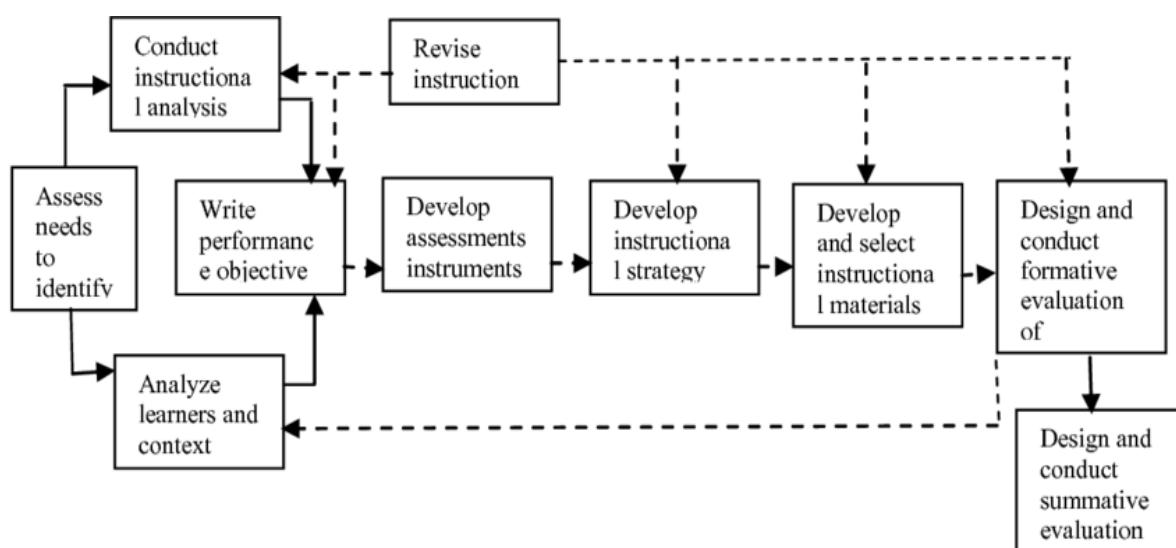 Conduct
instructiona
l analysis
Revise
instruction
Assess
needs
to
identify
Write
performanc
e objective
Develop
assessments
instruments
Develop
instructiona
l strategy
Develop
and select
instructiona
l materials
Design and
conduct
formative
evaluation
of
Analyze
learners and
context
Design and
conduct
summative
evaluation